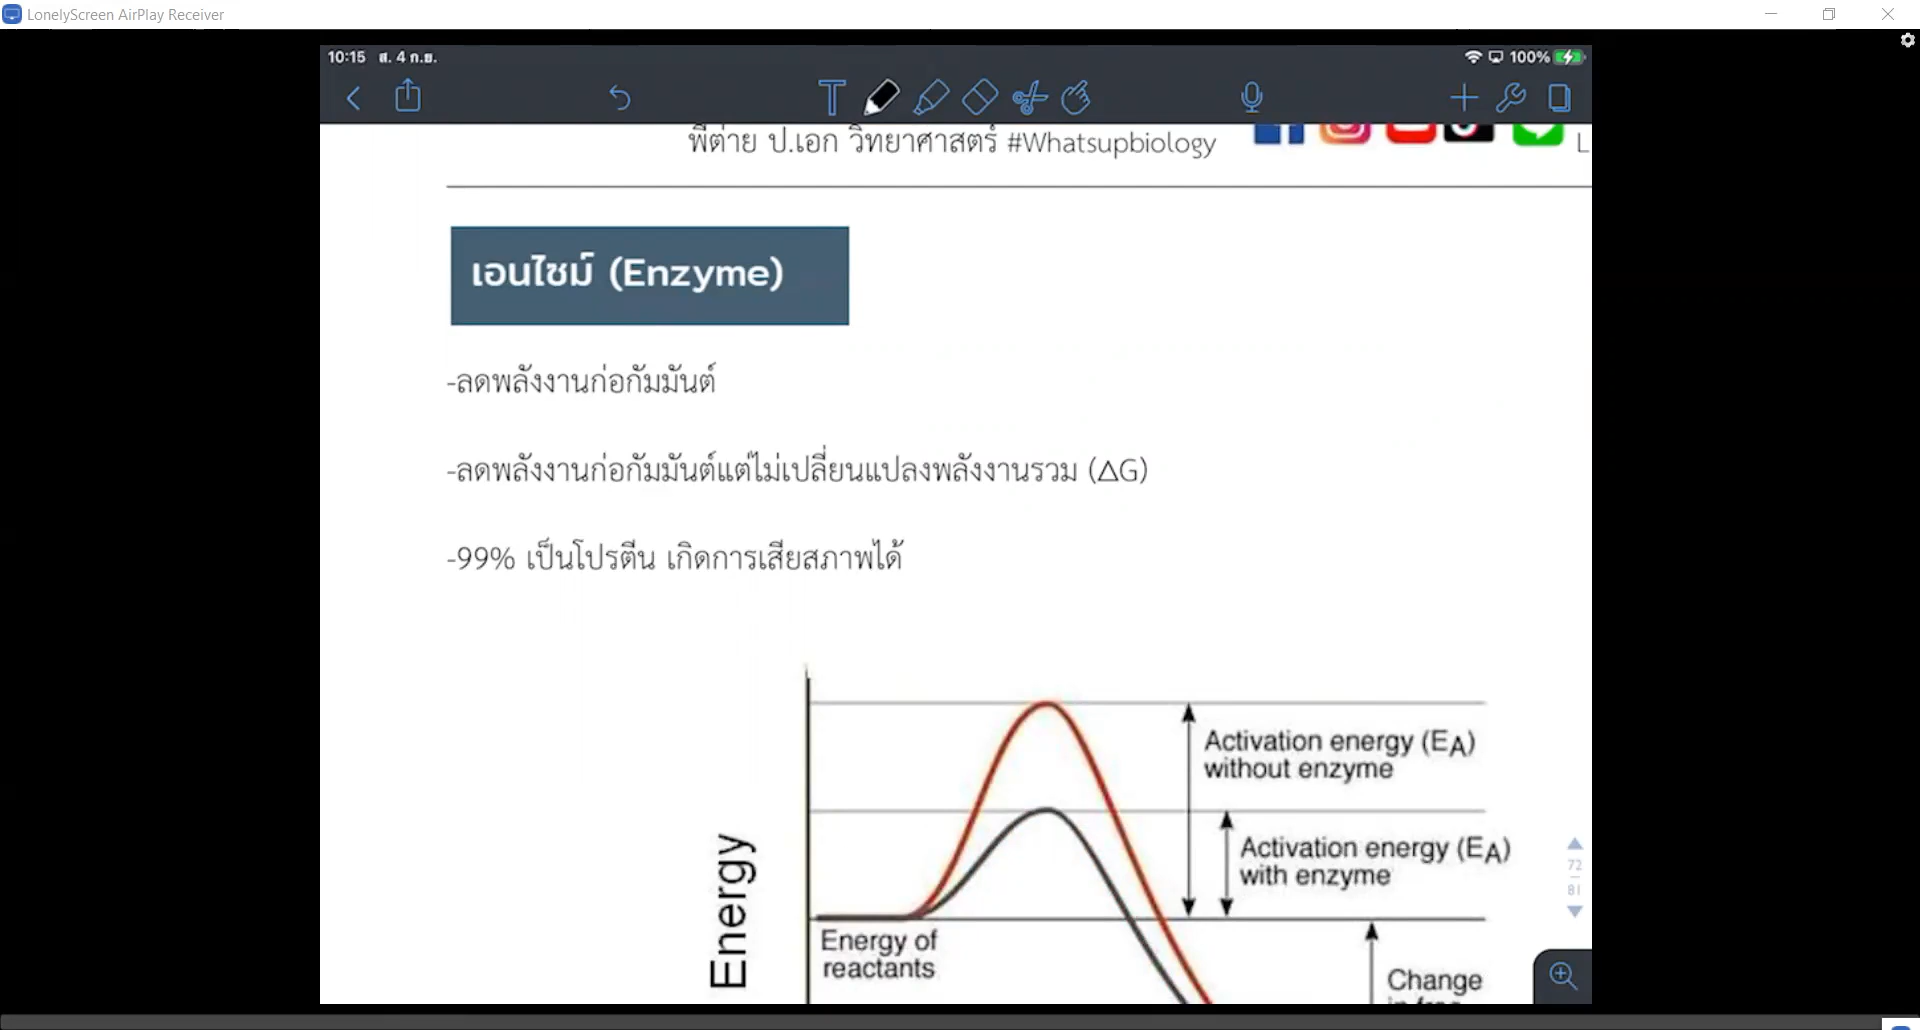 LonelyScreen AirPlay Receiver
10:15 ส. 4 ก.ย.
100%
พี่ต่าย ป.เอก วิทยาศาสตร์ #Whatsupbiology
L
เอนไซม์ (Enzyme)
-ลดพลังงานก่อกัมมันต์
-ลดพลังงานก่อกัมมันต์แต่ไม่เปลี่ยนแปลงพลังงานรวม (△G)
-99% เป็นโปรตีน เกิดการเสียสภาพได้
Activation energy (EA)
without enzyme
Activation energy (EA)
with enzyme
72
81
Energy
Energy of
reactants
Change